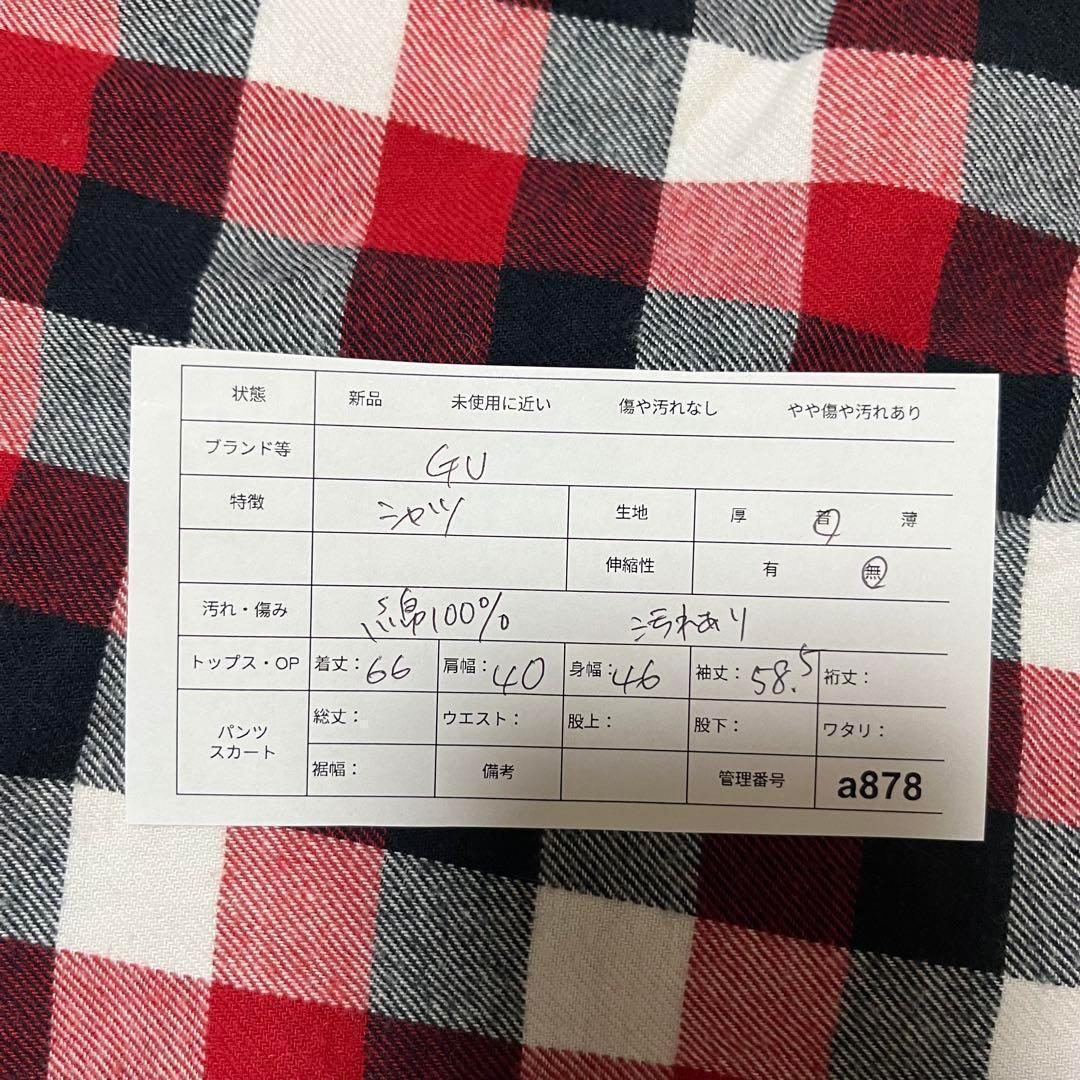 状態 新品 未使用に近い 傷や汚れなし やや傷や汚れあり
ブランド等 GU
特徴 シャツ 生地 厚 普 薄
伸縮性 有 無
汚れ・傷み 綿100% 汚れあり
トップス・OP 着丈：66 肩幅：40 身幅：46 袖丈：58.5 裄丈：
パンツ スカート 総丈： ウエスト： 股上： 股下： ワタリ：
裾幅： 備考 管理番号 a878